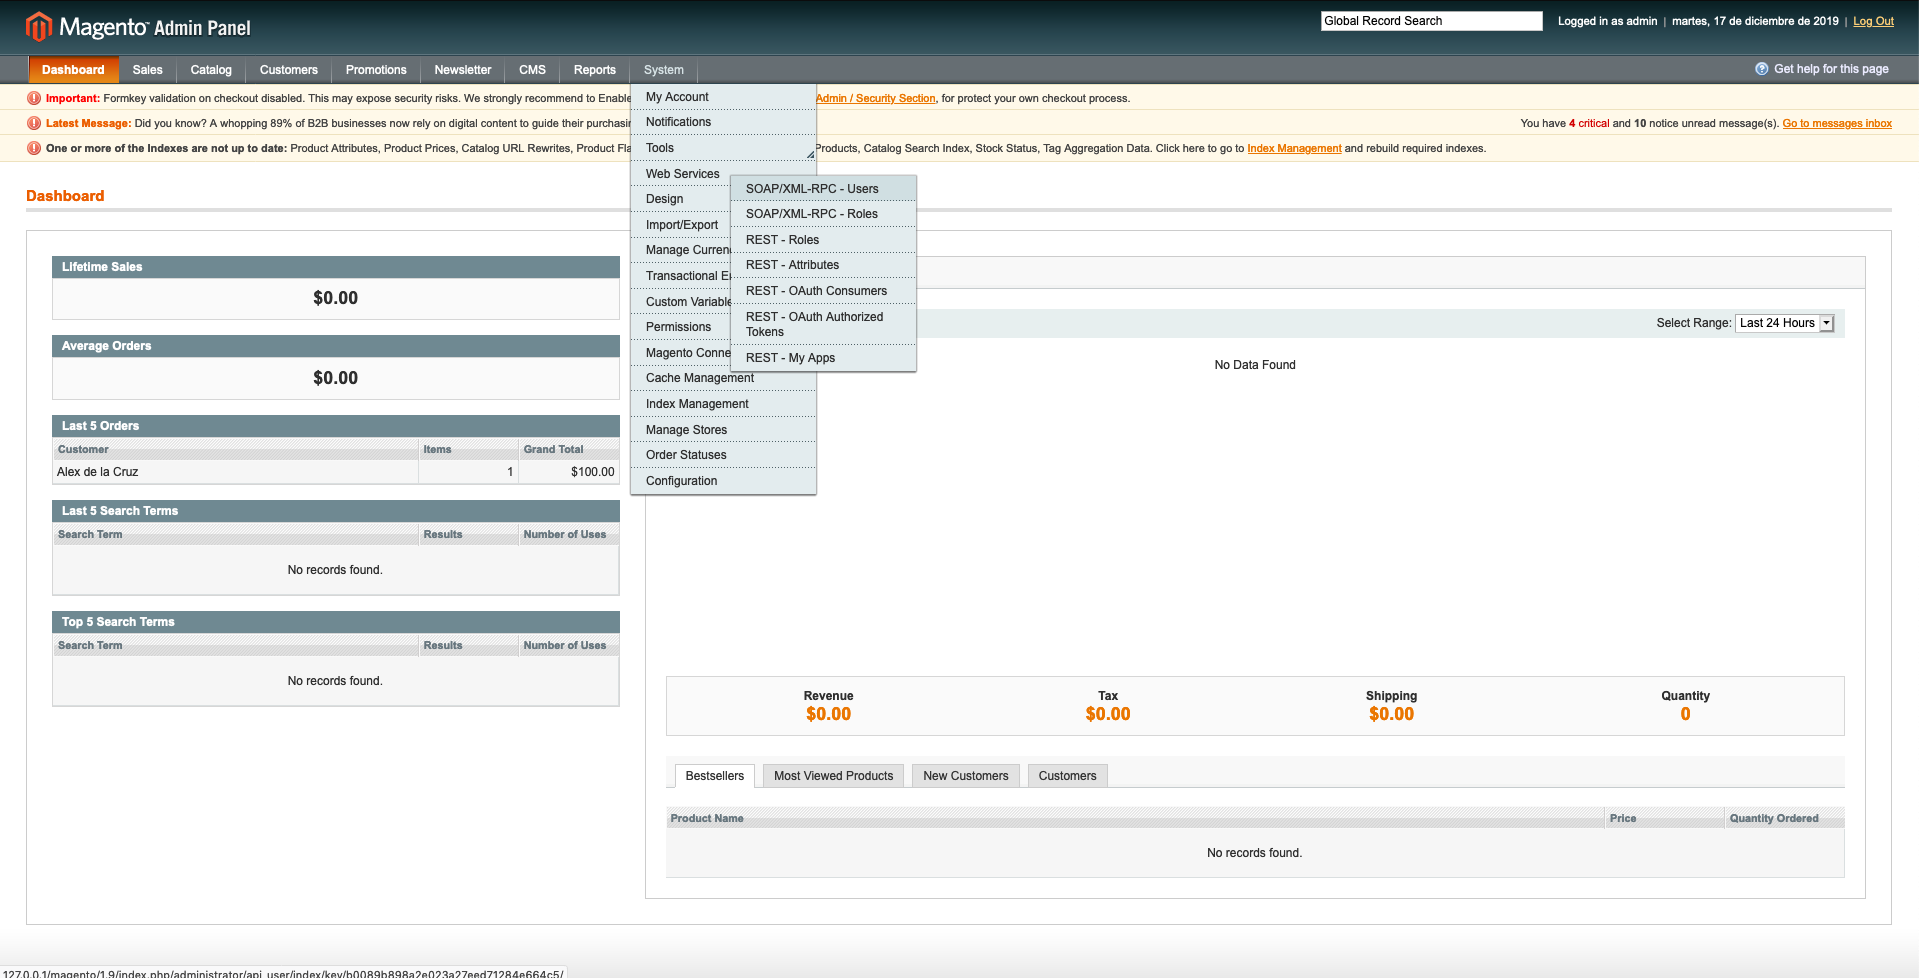 Magento™ Admin Panel
Global Record Search
Logged in as admin | martes, 17 de diciembre de 2019 | Log Out
Dashboard Sales Catalog Customers Promotions Newsletter CMS Reports System
Get help for this page
Important: Formkey validation on checkout disabled. This may expose security risks. We strongly recommend to Enable Admin / Security Section, for protect your own checkout process.
Latest Message: Did you know? A whopping 89% of B2B businesses now rely on digital content to guide their
You have 4 critical and 10 notice unread message(s). Go to messages inbox
One or more of the Indexes are not up to date: Product Attributes, Product Prices, Catalog URL Rewrites, Product Products, Catalog Search Index, Stock Status, Tag Aggregation Data. Click here to go to Index Management and rebuild required indexes.
My Account
Notifications
Tools
Web Services
Design
Import/Export
Manage Curren
Transactional E
Custom Variable
Permissions
Magento Conne
Cache Management
Index Management
Manage Stores
Order Statuses
Configuration
SOAP/XML-RPC - Users
SOAP/XML-RPC - Roles
REST - Roles
REST - Attributes
REST - OAuth Consumers
REST - OAuth Authorized
Tokens
REST - My Apps
Dashboard
Lifetime Sales
$0.00
Average Orders
$0.00
Last 5 Orders
Customer Items Grand Total
Alex de la Cruz 1 $100.00
Last 5 Search Terms
Search Term Results Number of Uses
No records found.
Top 5 Search Terms
Search Term Results Number of Uses
No records found.
Select Range: Last 24 Hours
No Data Found
Revenue Tax Shipping Quantity
$0.00 $0.00 $0.00 0
Bestsellers Most Viewed Products New Customers Customers
Product Name Price Quantity Ordered
No records found.
127.0.0.1/magento/1.9/index.php/administrator/api_user/index/key/b0089b898a2e023a27eed71284e664c5/